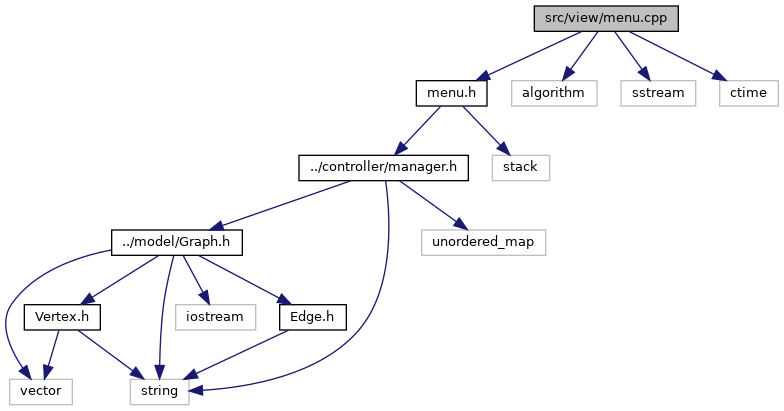 src/view/menu.cpp
menu.h
algorithm
sstream
ctime
../controller/manager.h
stack
../model/Graph.h
unordered_map
Vertex.h
iostream
Edge.h
vector
string